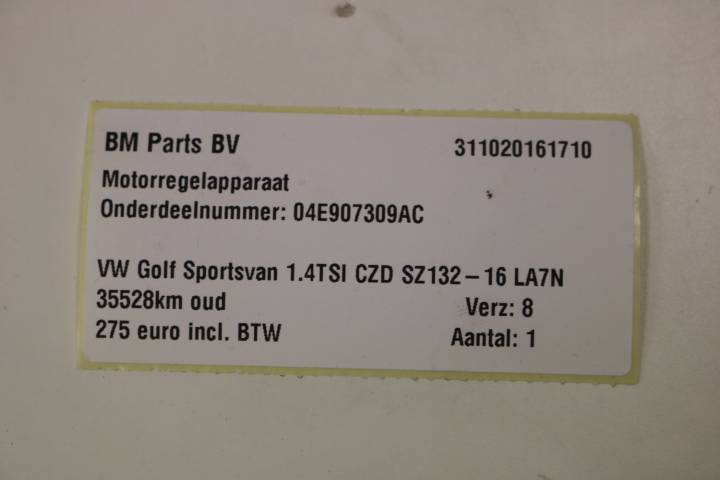 BM Parts BV 311020161710
Motorregelapparaat
Onderdeelnummer: 04E907309AC
VW Golf Sportsvan 1.4TSI CZD SZ132-16 LA7N
35528km oud Verz: 8
275 euro incl. BTW Aantal: 1